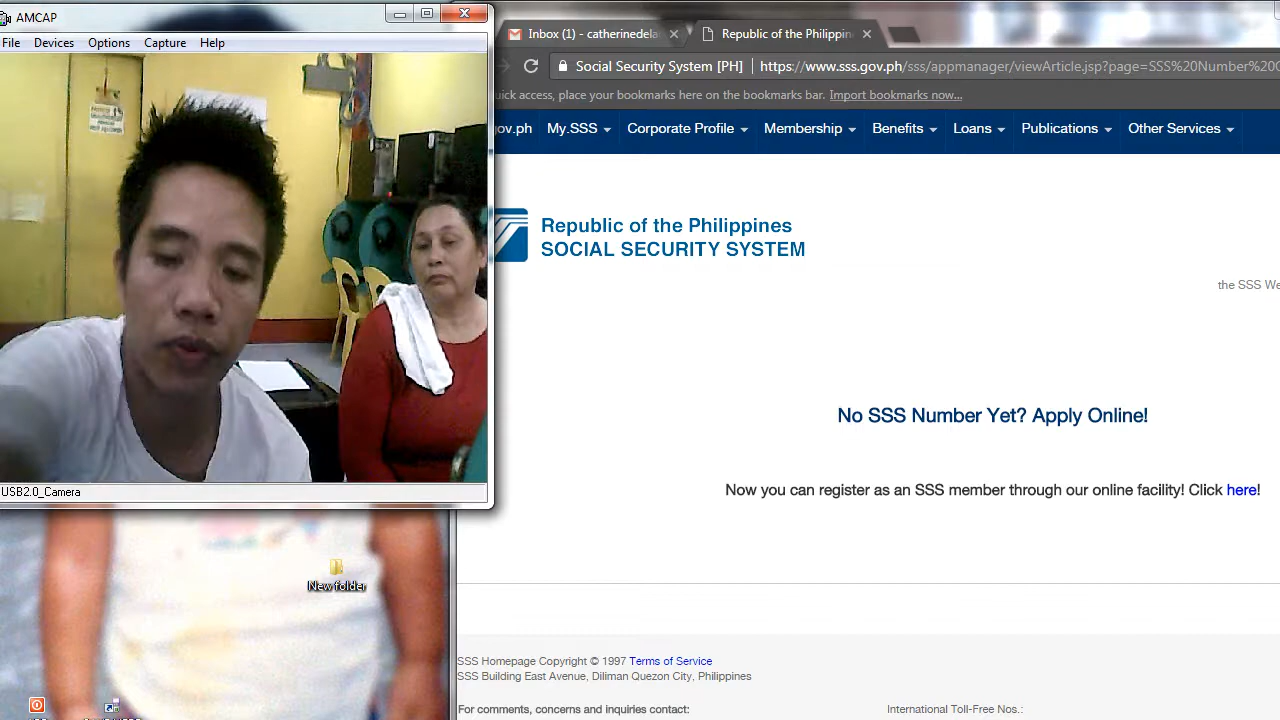 AMCAP
File Devices Options Capture Help
USB2.0_Camera
New folder
Inbox (1) - catherinedela
Republic of the Philippin
Social Security System [PH] https://www.sss.gov.ph/sss/appmanager/viewArticle.jsp?page=SSS%20Number%20
quick access, place your bookmarks here on the bookmarks bar. Import bookmarks now...
gov.ph My.SSS Corporate Profile Membership Benefits Loans Publications Other Services
Republic of the Philippines
SOCIAL SECURITY SYSTEM
the SSS We
No SSS Number Yet? Apply Online!
Now you can register as an SSS member through our online facility! Click here!
SSS Homepage Copyright © 1997 Terms of Service
SSS Building East Avenue, Diliman Quezon City, Philippines
For comments, concerns and inquiries contact:
International Toll-Free Nos.: